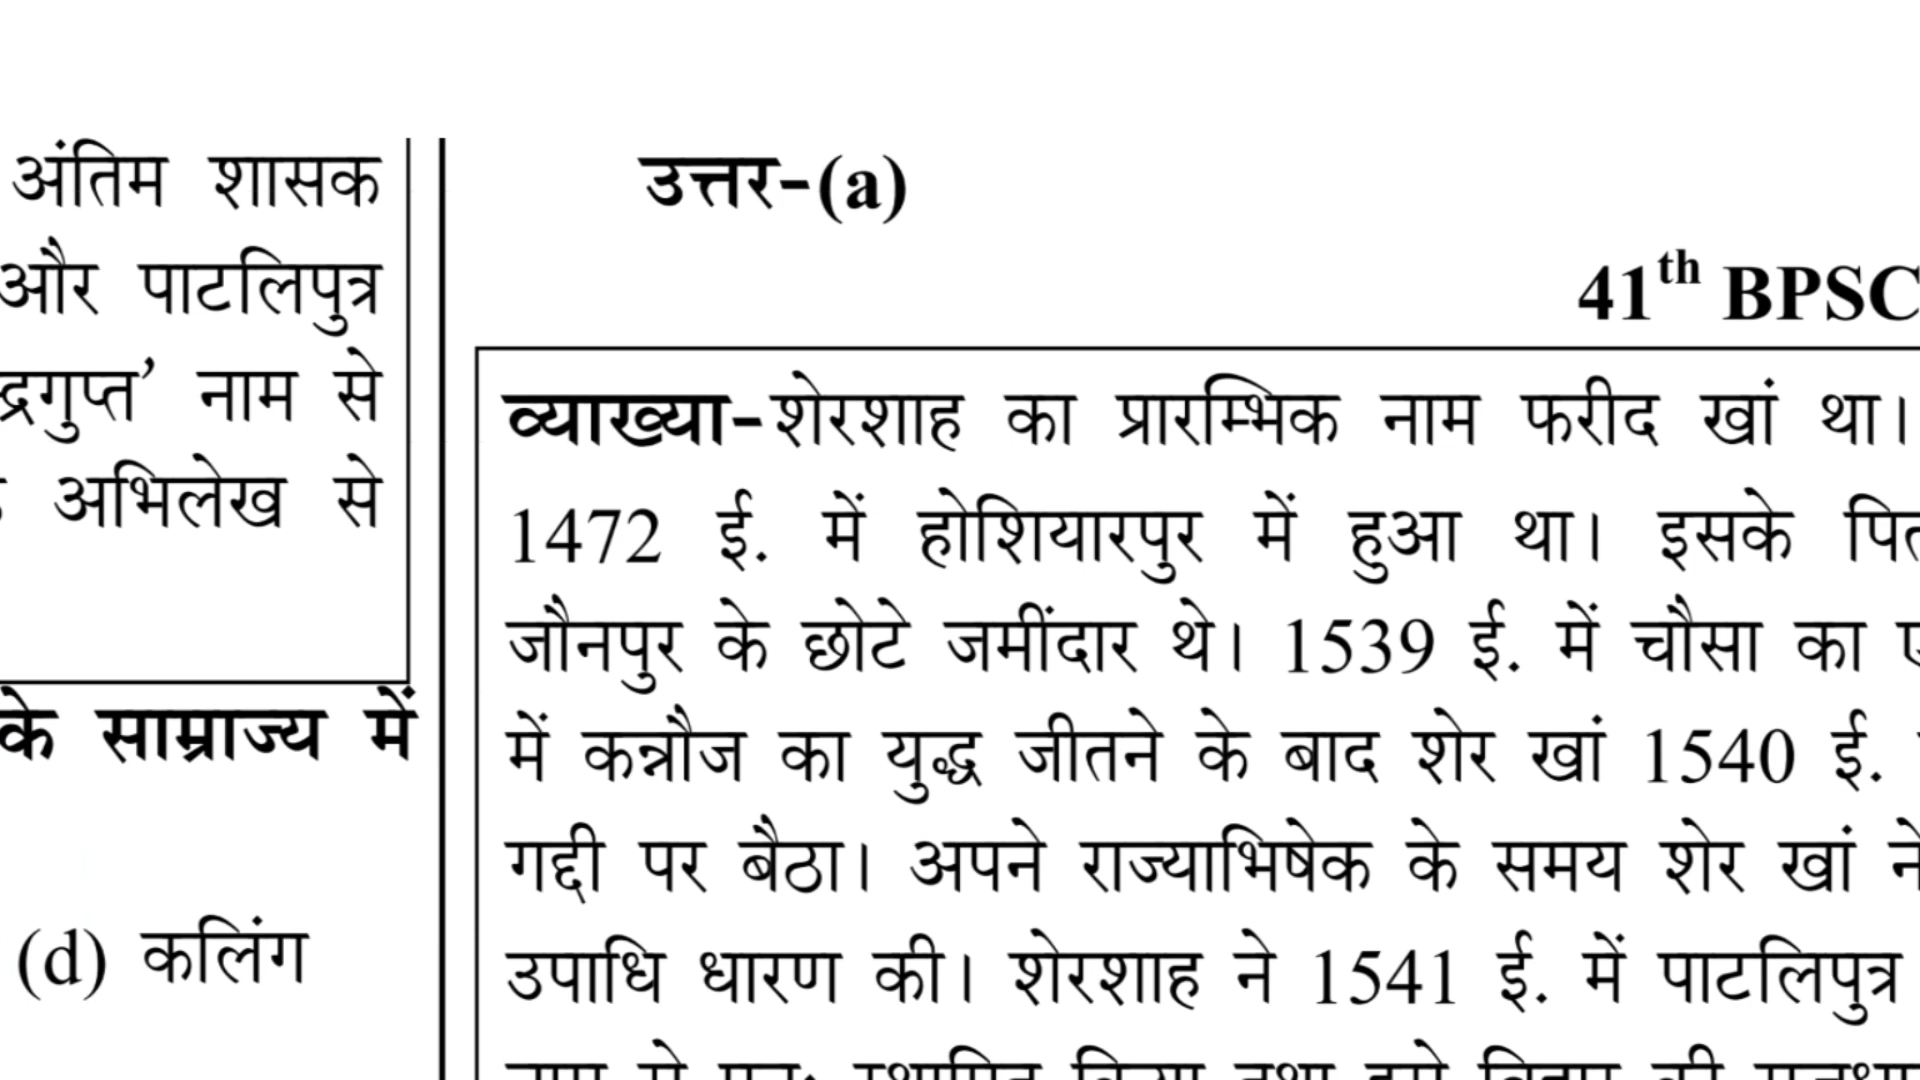 अंतिम शासक
और पाटलिपुत्र
नाम से
अभिलेख से
के साम्राज्य में
(d) कलिंग
उत्तर-(a)
41th BPSC
व्याख्या-शेरशाह का प्रारम्भिक नाम फरीद खां था।
1472 ई. में होशियारपुर में हुआ था। इसके
जौनपुर के छोटे जमींदार थे। 1539 ई. में चौसा का
में कन्नौज का युद्ध जीतने के बाद शेर खां 1540 ई.
गद्दी पर बैठा। अपने राज्याभिषेक के समय शेर खां ने
उपाधि धारण की। शेरशाह ने 1541 ई. में पाटलिपुत्र